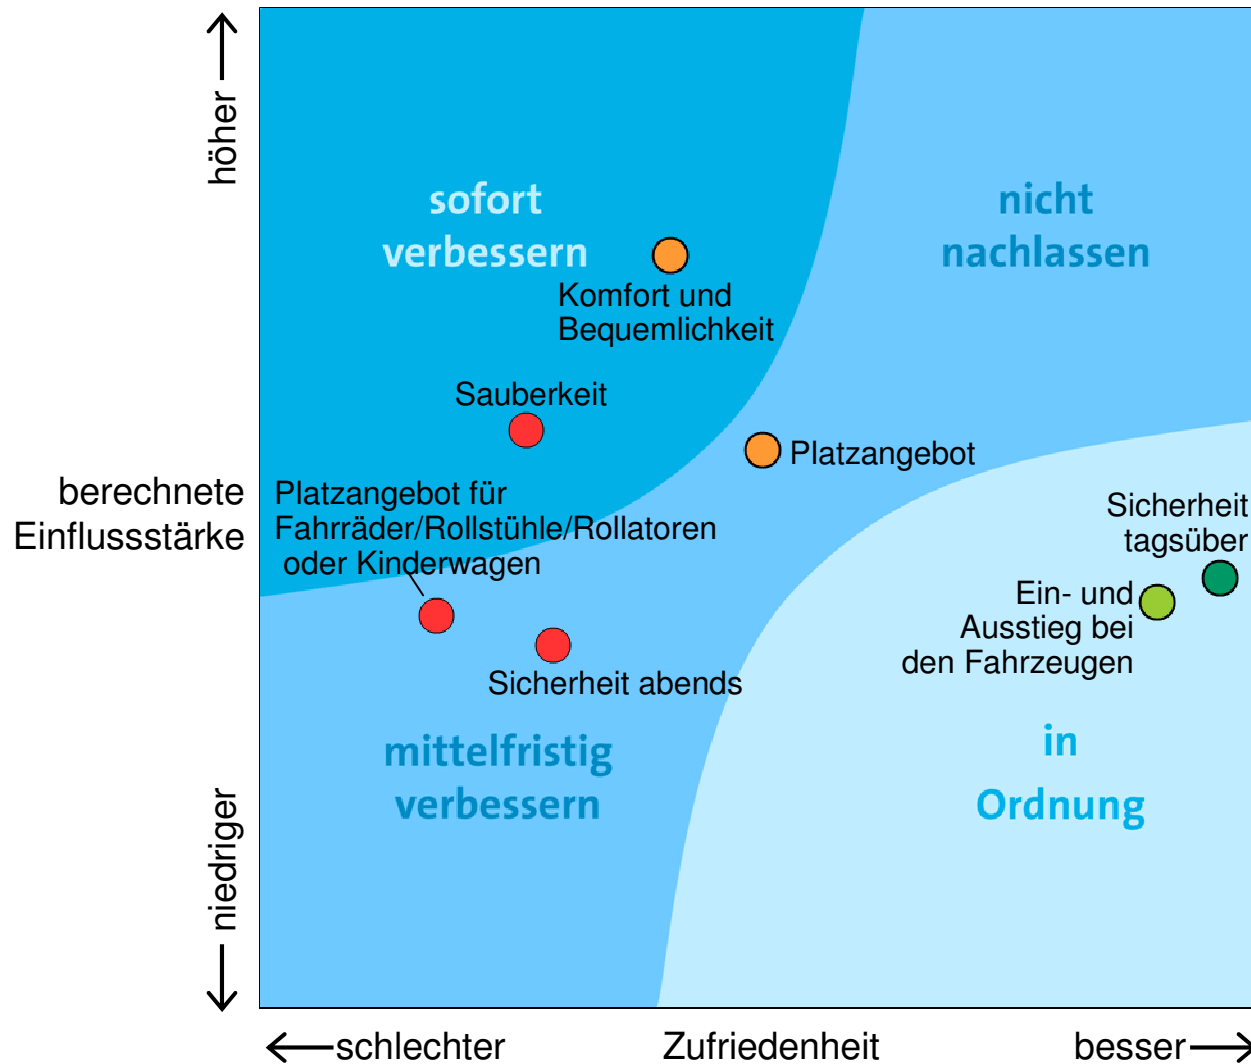 höher
sofort
verbessern
nicht
nachlassen
Komfort und
Bequemlichkeit
Sauberkeit
Platzangebot
berechnete
Einflussstärke
Platzangebot für
Fahrräder/Rollstühle/Rollatoren
oder Kinderwagen
Sicherheit
tagsüber
Ein- und
Ausstieg bei
den Fahrzeugen
Sicherheit abends
mittelfristig
verbessern
in
Ordnung
niedriger
schlechter
Zufriedenheit
besser